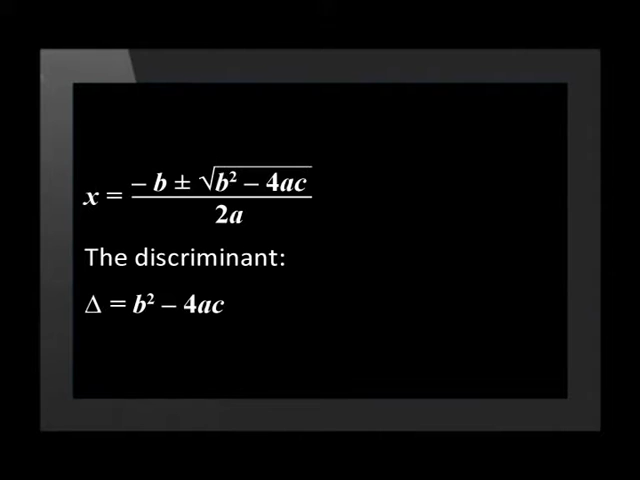 x = – b ± √b² – 4ac / 2a
The discriminant:
Δ = b² – 4ac